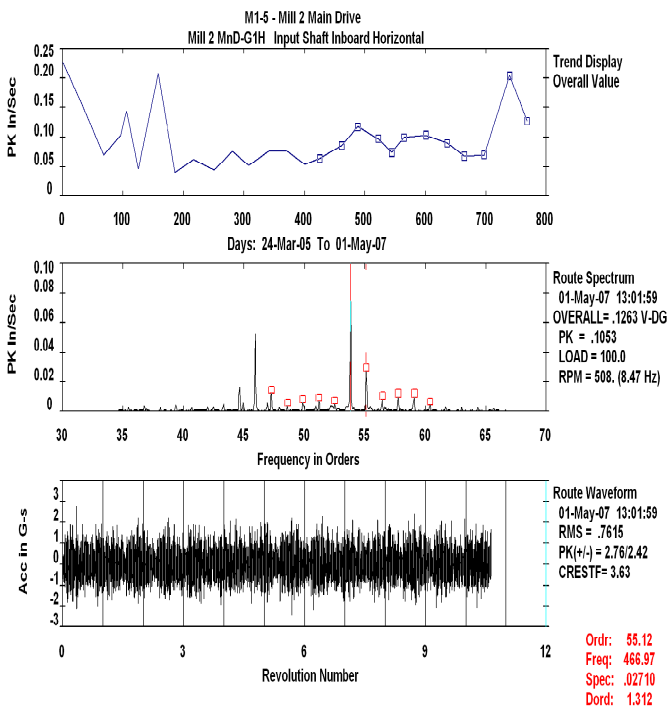 M1-5 - Mill 2 Main Drive
Mill 2 MnD-G1H Input Shaft Inboard Horizontal
PK In/Sec
0.25
0.20
0.15
0.10
0.05
0
0 100 200 300 400 500 600 700 800
Days: 24-Mar-05 To 01-May-07
Trend Display
Overall Value
PK In/Sec
0.10
0.08
0.06
0.04
0.02
0
30 35 40 45 50 55 60 65 70
Frequency in Orders
Route Spectrum
01-May-07 13:01:59
OVERALL= .1263 V-DG
PK = .1053
LOAD = 100.0
RPM = 508. (8.47 Hz)
Acc in G-s
3
2
1
0
-1
-2
-3
0 3 6 9 12
Revolution Number
Route Waveform
01-May-07 13:01:59
RMS = .7615
PK(+/-) = 2.76/2.42
CRESTF= 3.63
Ordr: 55.12
Freq: 466.97
Spec: .02710
Dord: 1.312